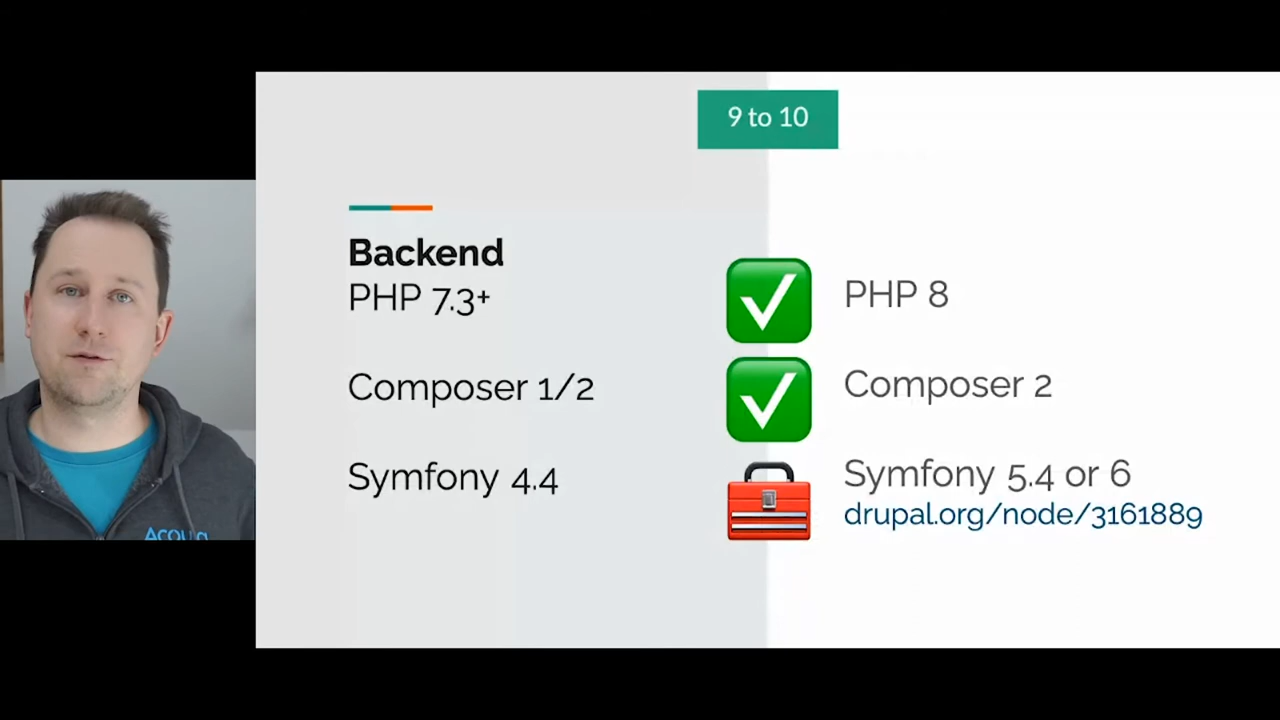 9 to 10
Backend
PHP 7.3+
PHP 8
Composer 1/2
Composer 2
Symfony 4.4
Symfony 5.4 or 6
drupal.org/node/3161889